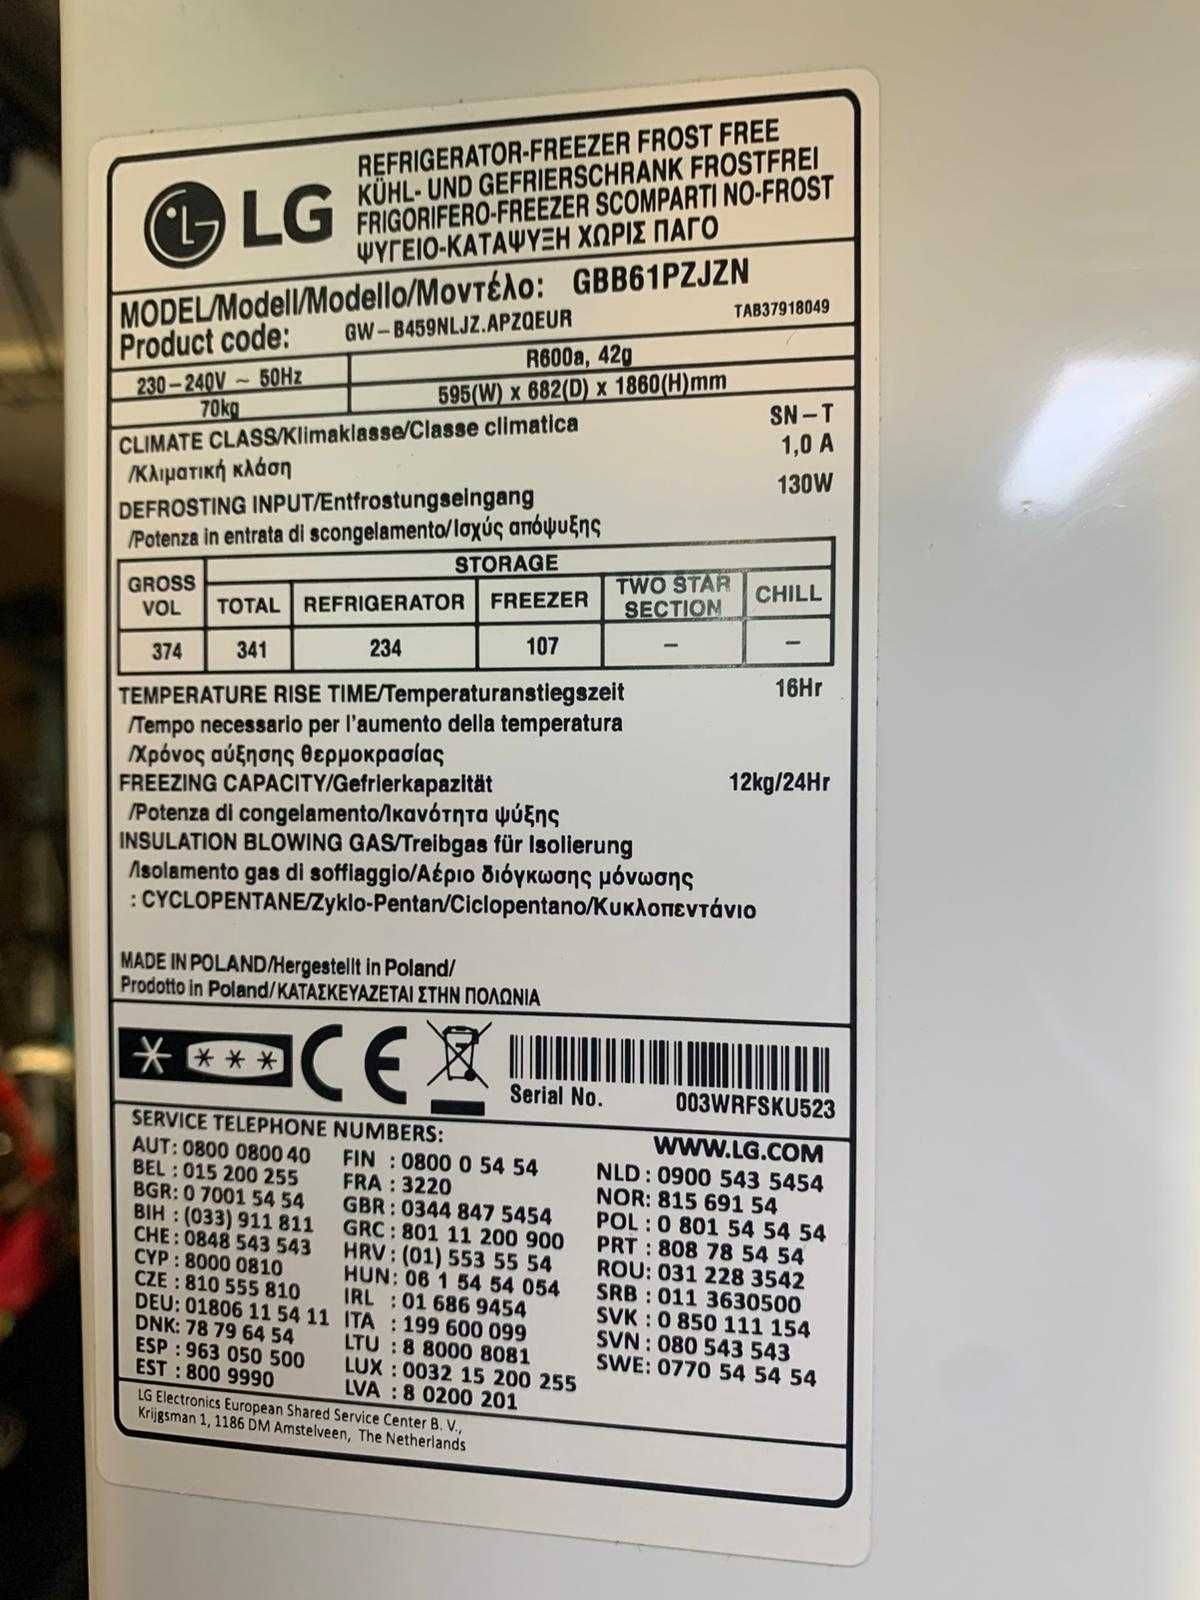 LG
REFRIGERATOR-FREEZER FROST FREE
KÜHL- UND GEFRIERSCHRANK FROSTFREI
FRIGORIFERO-FREEZER SCOMPARTI NO-FROST
ΨΥΓΕΙΟ-ΚΑΤΑΨΥΞΗ ΧΩΡΙΣ ΠΑΓΟ
MODEL/Modell/Modello/Μοντέλο: GBB61PZJZN
Product code: GW-B459NLJZ.APZQEUR TAB37918049
230-240V ~ 50Hz R600a, 42g
70kg 595(W) x 682(D) x 1860(H)mm
CLIMATE CLASS/Klimaklasse/Classe climatica SN-T
/Κλιματική κλάση 1,0 A
DEFROSTING INPUT/Entfrostungseingang 130W
/Potenza in entrata di scongelamento/Ισχύς απόψυξης
GROSS VOL STORAGE
TOTAL REFRIGERATOR FREEZER TWO STAR SECTION CHILL
374 341 234 107 – –
TEMPERATURE RISE TIME/Temperaturanstiegszeit 16Hr
/Tempo necessario per l'aumento della temperatura
/Χρόνος αύξησης θερμοκρασίας
FREEZING CAPACITY/Gefrierkapazität 12kg/24Hr
/Potenza di congelamento/Ικανότητα ψύξης
INSULATION BLOWING GAS/Treibgas für Isolierung
/Isolamento gas di soffiaggio/Αέριο διόγκωσης μόνωσης
: CYCLOPENTANE/Zyklo-Pentan/Ciclopentano/Κυκλοπεντάνιο
MADE IN POLAND/Hergestellt in Poland/
Prodotto in Poland/ΚΑΤΑΣΚΕΥΑΖΕΤΑΙ ΣΤΗΝ ΠΟΛΩΝΙΑ
CE
Serial No. 003WRFSKU523
SERVICE TELEPHONE NUMBERS: WWW.LG.COM
AUT: 0800 0800 40
BEL : 015 200 255
BGR: 0 7001 54 54
BIH : (033) 911 811
CHE : 0848 543 543
CYP : 8000 0810
CZE : 810 555 810
DEU: 01806 11 54 11
DNK: 78 79 64 54
ESP : 963 050 500
EST : 800 9990
FIN : 0800 0 54 54
FRA : 3220
GBR : 0344 847 5454
GRC : 801 11 200 900
HRV : (01) 553 55 54
HUN: 06 1 54 54 054
IRL : 01 686 9454
ITA : 199 600 099
LTU : 8 8000 8081
LUX : 0032 15 200 255
LVA : 8 0200 201
NLD : 0900 543 5454
NOR: 815 691 54
POL : 0 801 54 54 54
PRT : 808 78 54 54
ROU: 031 228 3542
SRB : 011 3630500
SVK : 0 850 111 154
SVN : 080 543 543
SWE: 0770 54 54 54
LG Electronics European Shared Service Center B. V.,
Krijgsman 1, 1186 DM Amstelveen, The Netherlands